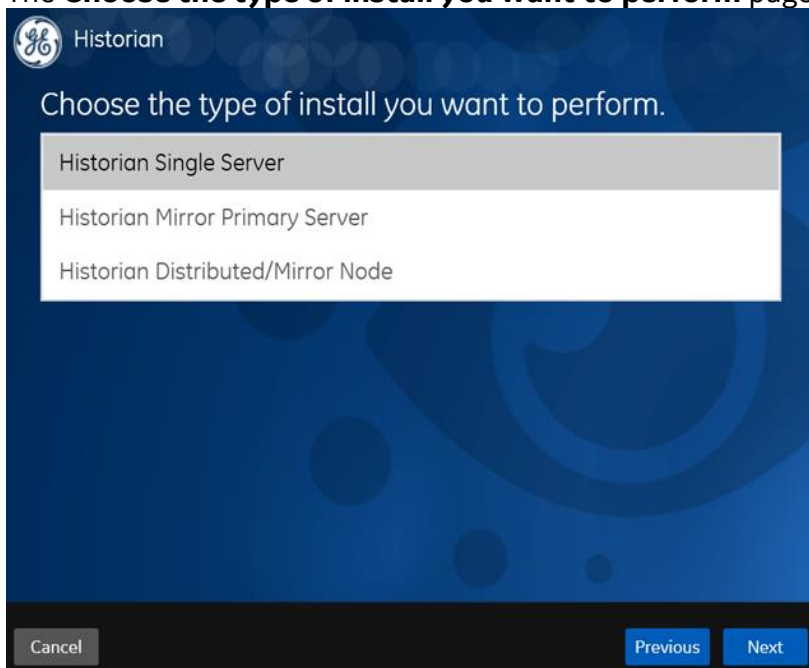 The Choose the type of install you want to perform page
Historian
Choose the type of install you want to perform.
Historian Single Server
Historian Mirror Primary Server
Historian Distributed/Mirror Node
Cancel
Previous
Next